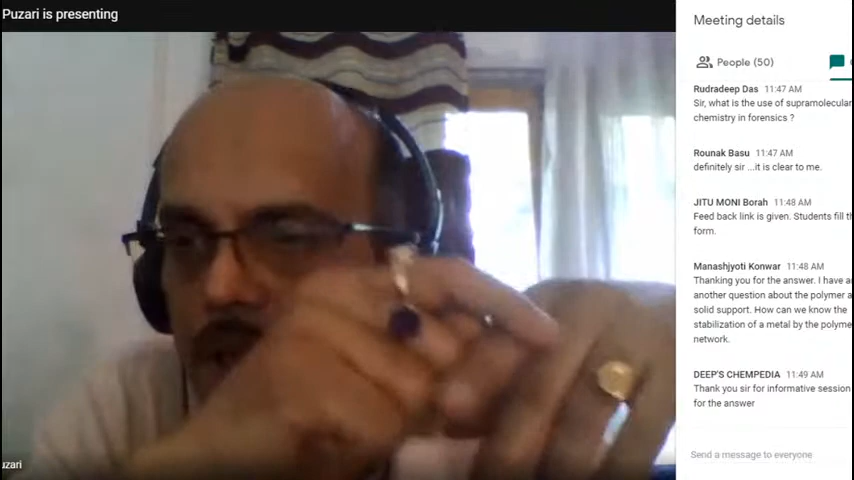 Puzari is presenting
Meeting details
People (50)
Rudradeep Das 11:47 AM
Sir, what is the use of supramolecular
chemistry in forensics ?
Rounak Basu 11:47 AM
definitely sir ...it is clear to me.
JITU MONI Borah 11:48 AM
Feed back link is given. Students fill th
form.
Manashjyoti Konwar 11:48 AM
Thanking you for the answer. I have a
another question about the polymer a
solid support. How can we know the
stabilization of a metal by the polyme
network.
DEEP'S CHEMPEDIA 11:49 AM
Thank you sir for informative session
for the answer
Send a message to everyone
uzari